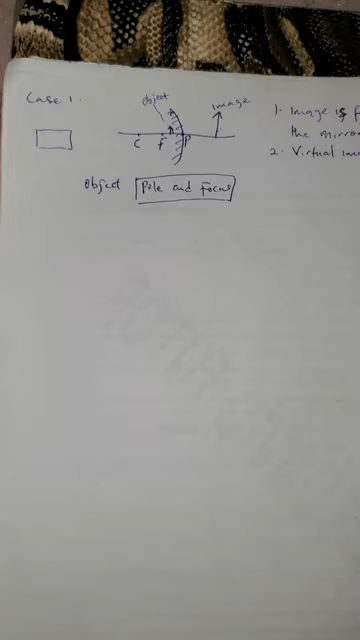 Case 1.
object
Image
C F P
object Pole and Focus
1. Image is
the mirro
2. Virtual Ima